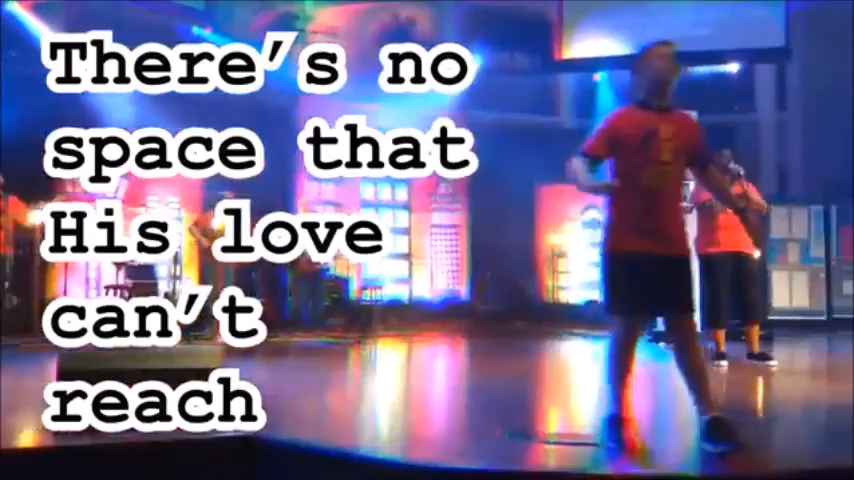 There's no
space that
His love
can't
reach